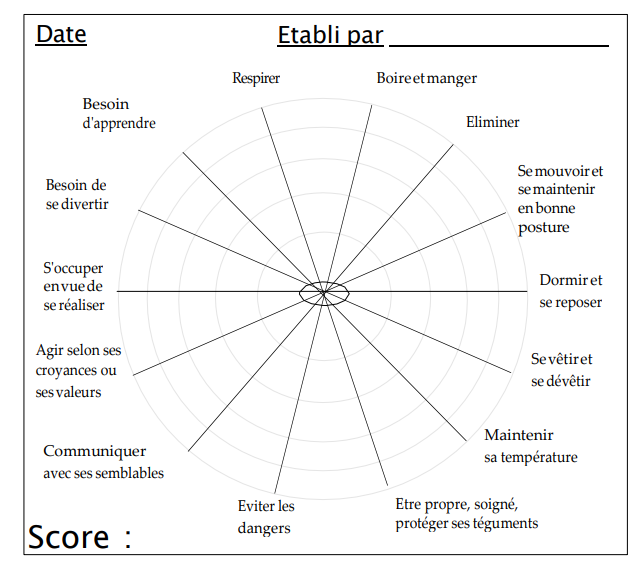 Date
Etabli par
Respirer
Boire et manger
Eliminer
Se mouvoir et
se maintenir
en bonne
posture
Dormir et
se reposer
Se vêtir et
se dévêtir
Maintenir
sa température
Etre propre, soigné,
protéger ses téguments
Eviter les
dangers
Communiquer
avec ses semblables
Agir selon ses
croyances ou
ses valeurs
S'occuper
en vue de
se réaliser
Besoin de
se divertir
Besoin
d'apprendre
Score :